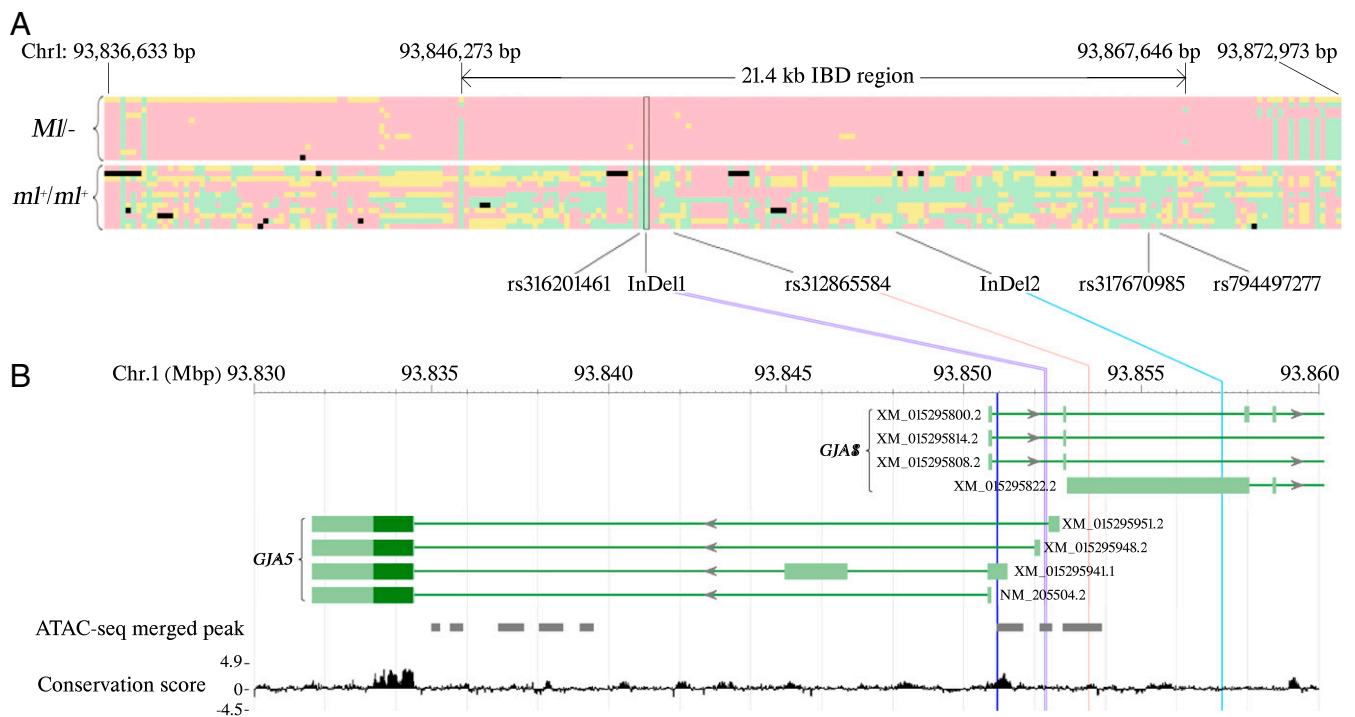 A
Chr1: 93,836,633 bp 93,846,273 bp 93,867,646 bp 93,872,973 bp
21.4 kb IBD region
Ml/-
ml⁺/ml⁺
rs316201461 InDel1 rs312865584 InDel2 rs317670985 rs794497277
B
Chr.1 (Mbp) 93.830 93.835 93.840 93.845 93.850 93.855 93.860
XM_015295800.2
XM_015295814.2
GJA8
XM_015295808.2
XM_015295822.2
XM_015295951.2
XM_015295948.2
GJA5
XM_015295941.1
NM_205504.2
ATAC-seq merged peak
4.9
Conservation score 0
-4.5